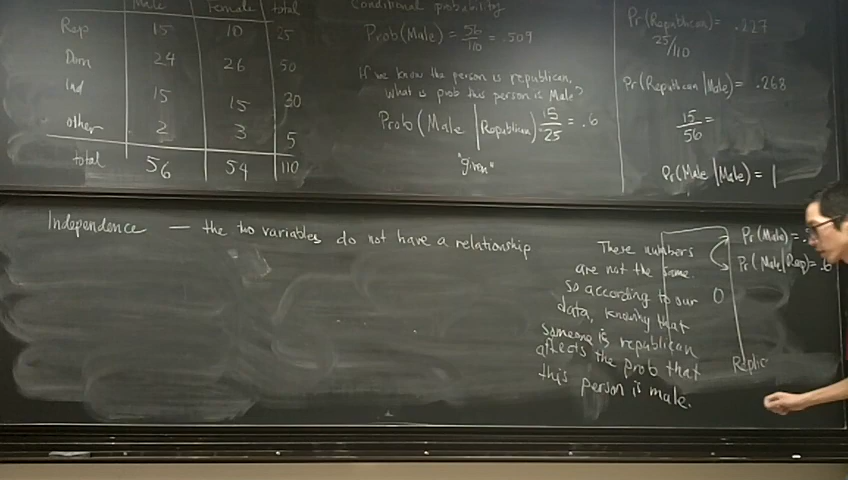 Male Female total
Rep 15 10 25
Dem 24 26 50
Ind 15 15 30
other 2 3 5
total 56 54 110
Conditional probability
Prob(Male) = 56/110 = .509
If we know the person is republican,
what is prob this person is Male?
Prob(Male | Republican) 15/25 = .6
"given"
Pr(Republican) = .227
25/110
Pr(Republican | Male) = .268
15/56 =
Pr(Male | Male) = 1
Independence — the two variables do not have a relationship
These numbers
are not the same.
so according to our
data, knowing that
someone is republican
affects the prob that
this person is male.
0
Pr(Male) = .
Pr(Male | Rep) = .6